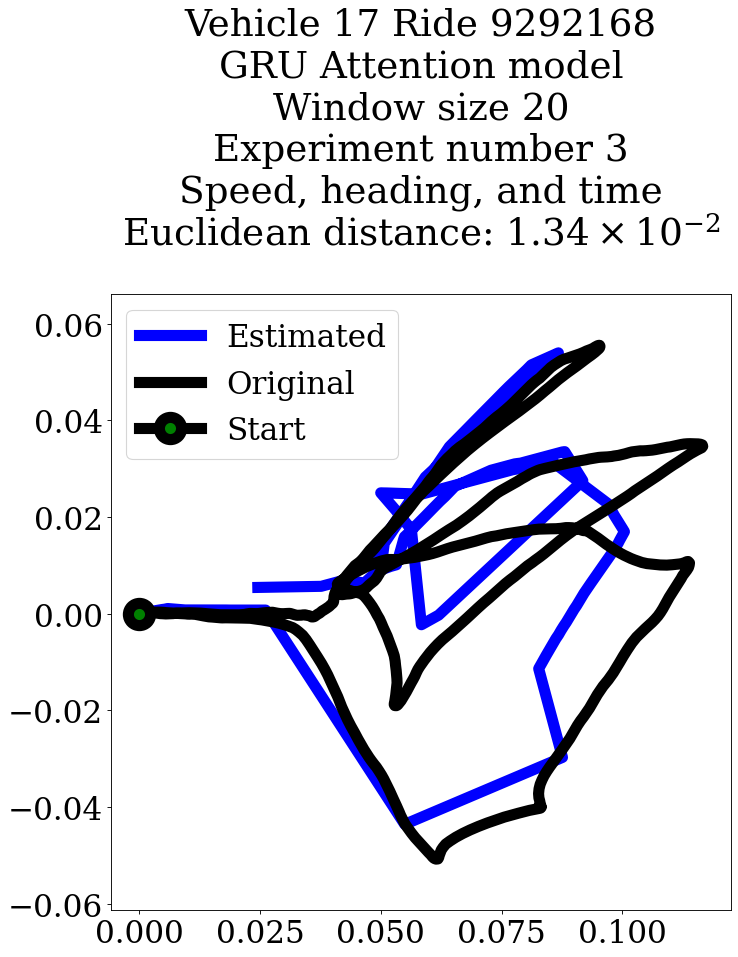 Vehicle 17 Ride 9292168
GRU Attention model
Window size 20
Experiment number 3
Speed, heading, and time
Euclidean distance: 1.34 × 10⁻²
Estimated
Original
Start
0.06
0.04
0.02
0.00
−0.02
−0.04
−0.06
0.000 0.025 0.050 0.075 0.100